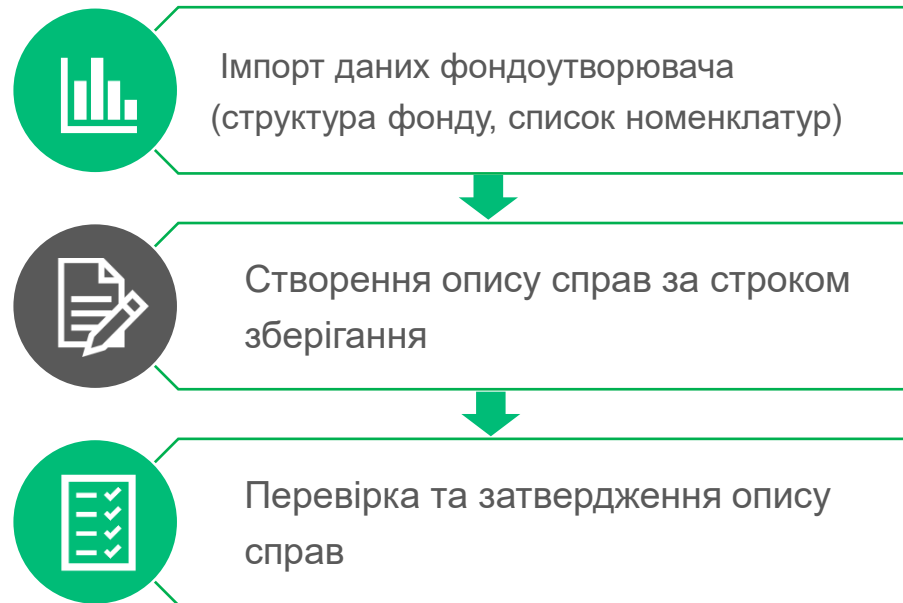 Імпорт даних фондоутворювача
(структура фонду, список номенклатур)
Створення опису справ за строком
зберігання
Перевірка та затвердження опису
справ